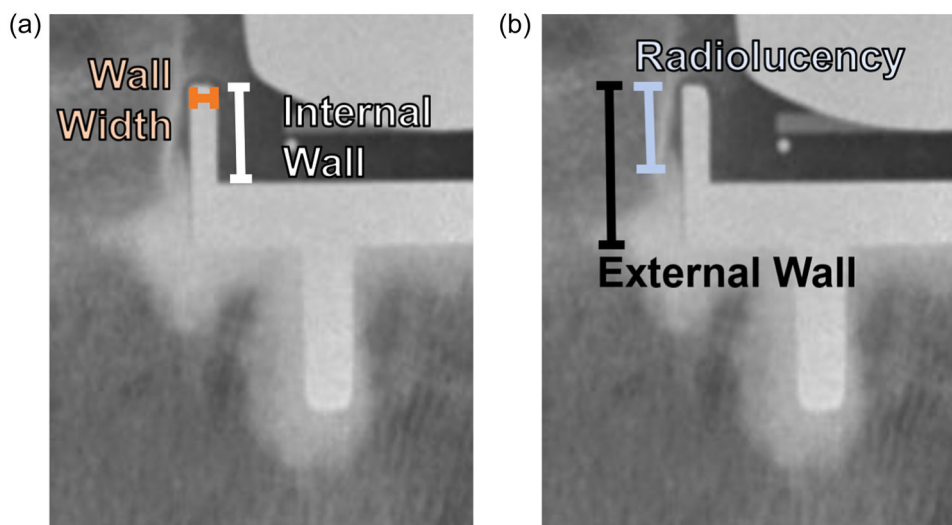 (a)
Wall
Width
Internal
Wall
(b)
Radiolucency
External Wall